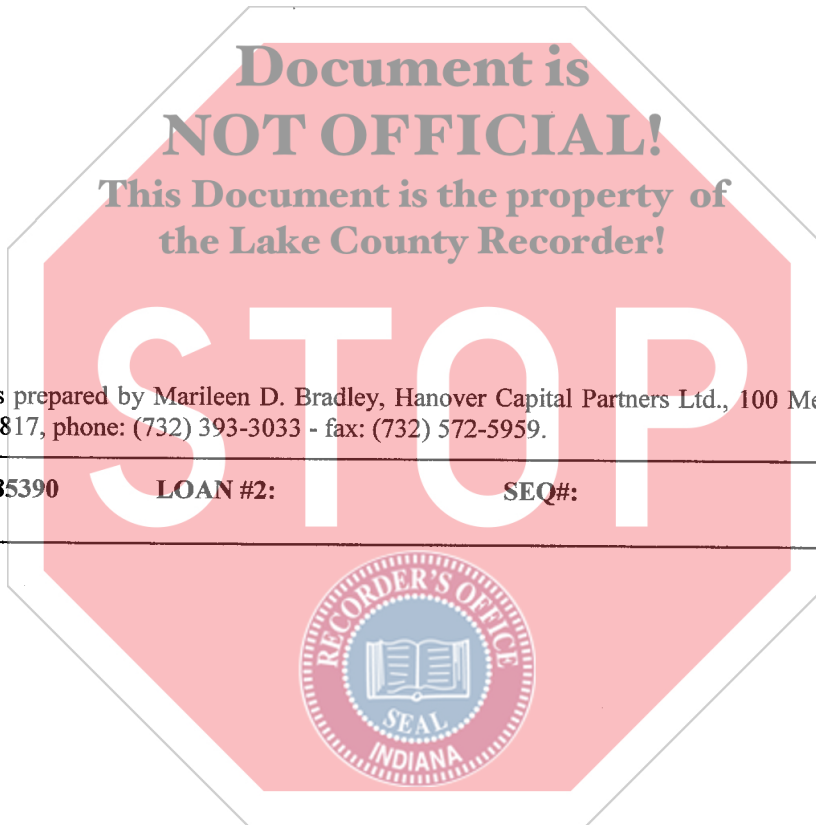 Document is
NOT OFFICIAL!
This Document is the property of
the Lake County Recorder!
STOP
s prepared by Marileen D. Bradley, Hanover Capital Partners Ltd., 100 Me
817, phone: (732) 393-3033 - fax: (732) 572-5959.
35390 LOAN #2: SEQ#:
RECORDER'S OFFICE
SEAL
INDIANA